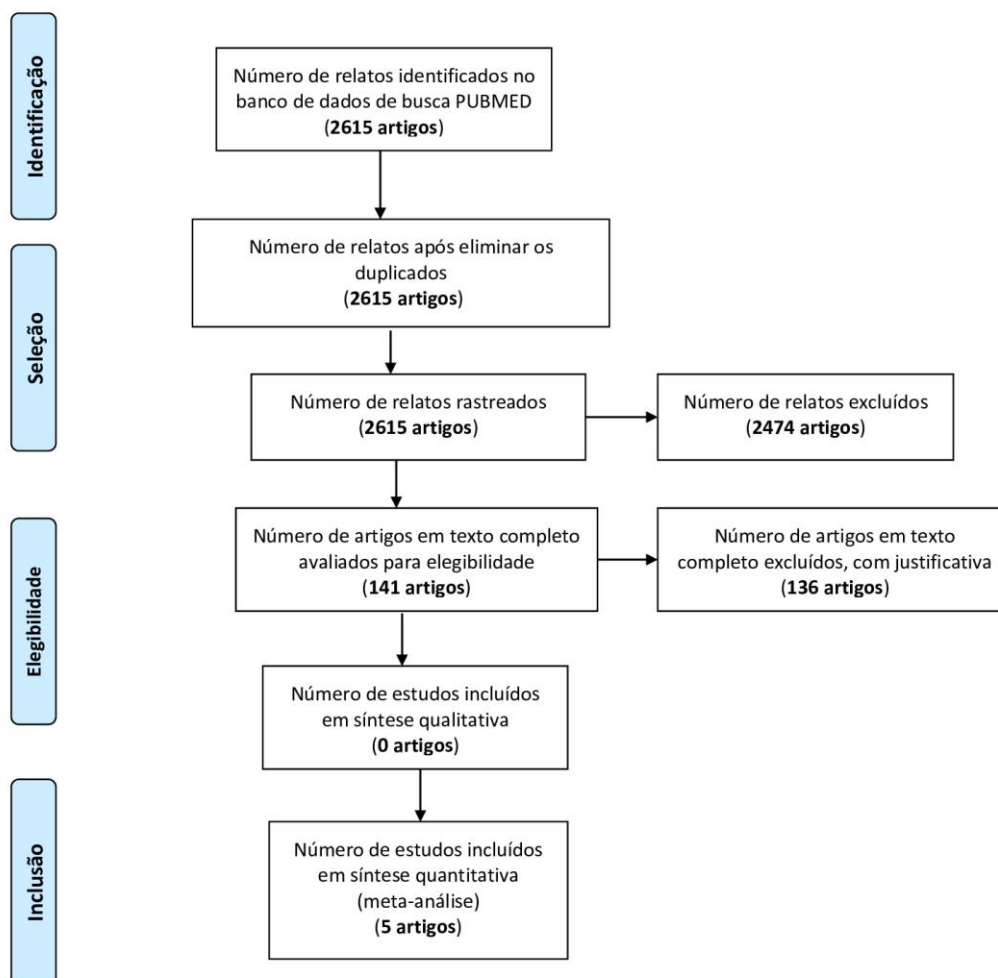 Identificação
Número de relatos identificados no
banco de dados de busca PUBMED
(2615 artigos)
Seleção
Número de relatos após eliminar os
duplicados
(2615 artigos)
Número de relatos rastreados
(2615 artigos)
Número de relatos excluídos
(2474 artigos)
Elegibilidade
Número de artigos em texto completo
avaliados para elegibilidade
(141 artigos)
Número de artigos em texto
completo excluídos, com justificativa
(136 artigos)
Número de estudos incluídos
em síntese qualitativa
(0 artigos)
Inclusão
Número de estudos incluídos
em síntese quantitativa
(meta-análise)
(5 artigos)